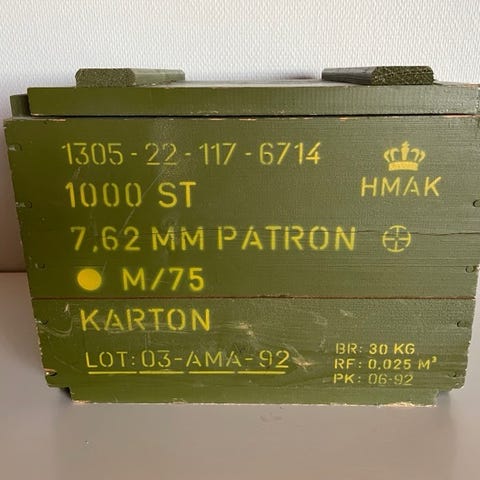 1305-22-117-6714
HMAK
1000 ST
7,62 MM PATRON
M/75
KARTON
LOT: 03-AMA-92
BR: 30 KG
RF: 0,025 M³
PK: 06-92